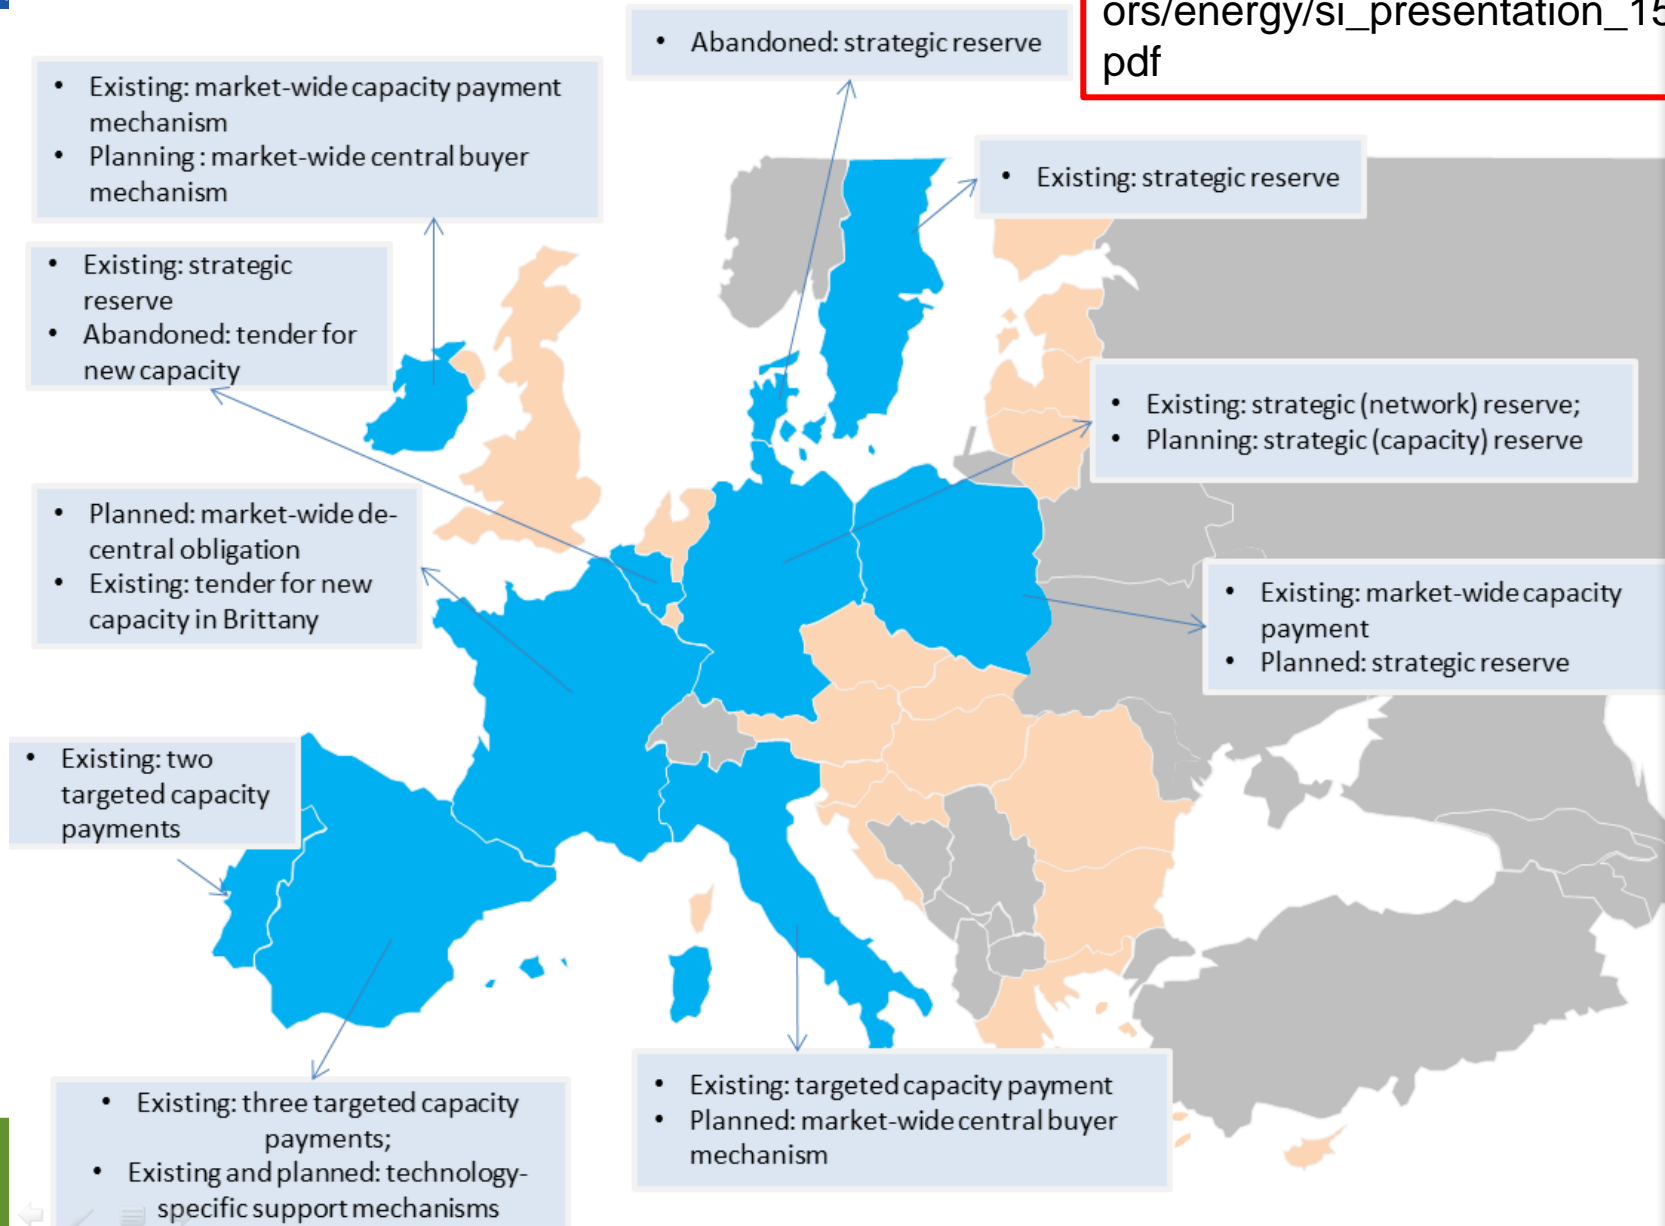 ors/energy/si_presentation_15
pdf
• Abandoned: strategic reserve
• Existing: market-wide capacity payment
mechanism
• Planning : market-wide central buyer
mechanism
• Existing: strategic reserve
• Existing: strategic
reserve
• Abandoned: tender for
new capacity
• Existing: strategic (network) reserve;
• Planning: strategic (capacity) reserve
• Planned: market-wide de-
central obligation
• Existing: tender for new
capacity in Brittany
• Existing: market-wide capacity
payment
• Planned: strategic reserve
• Existing: two
targeted capacity
payments
• Existing: targeted capacity payment
• Planned: market-wide central buyer
mechanism
• Existing: three targeted capacity
payments;
• Existing and planned: technology-
specific support mechanisms